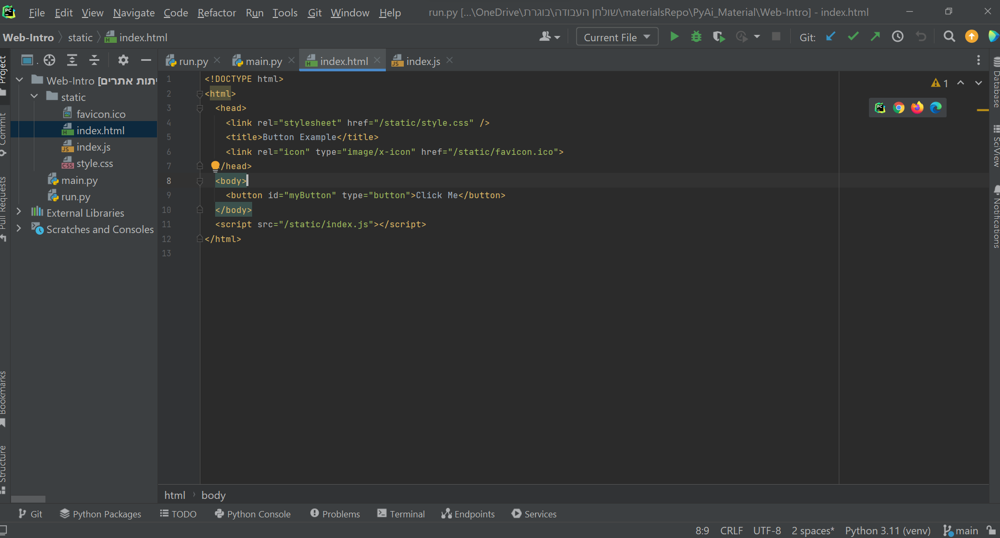 File Edit View Navigate Code Refactor Run Tools Git Window Help run.py [...\OneDrive\שולחן העבודה\בוגרת\materialsRepo\PyAi_Material\Web-Intro] - index.html
Web-Intro static index.html Current File Git:
run.py main.py index.html index.js
Project
Commit
Pull Requests
Bookmarks
Structure
Web-Intro [יתות אתרים
static
favicon.ico
index.html
index.js
style.css
main.py
run.py
External Libraries
Scratches and Consoles
1 <!DOCTYPE html>
2 <html>
3 <head>
4 <link rel="stylesheet" href="/static/style.css" />
5 <title>Button Example</title>
6 <link rel="icon" type="image/x-icon" href="/static/favicon.ico">
7 /head>
8 <body>
9 <button id="myButton" type="button">Click Me</button>
10 </body>
11 <script src="/static/index.js"></script>
12 </html>
13
1
Database
SciView
Notifications
html body
Git Python Packages TODO Python Console Problems Terminal Endpoints Services
8:9 CRLF UTF-8 2 spaces* Python 3.11 (venv) main